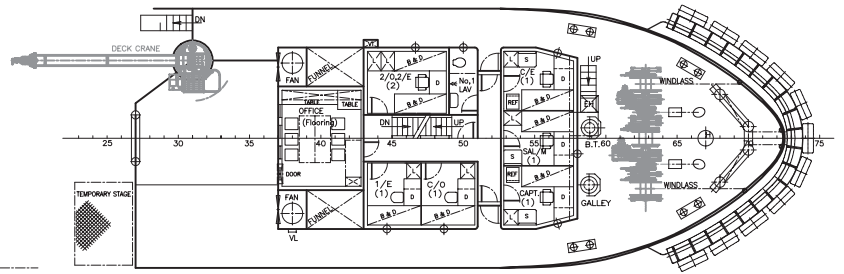 DN
DECK CRANE
FAN
FUNNEL
VL
2/O,2/E
(2)
B & D
D
No.1
LAV
S
C/E
(1)
D
B & D
UP
EH
REF
TABLE
TABLE
OFFICE
(Flooring)
DN
UP
B & D
D
SAL/M
(1)
S
B.T.
WINDLASS
25
30
35
40
45
50
55
60
65
70
75
REF
B & D
DOOR
1/E
(1)
D
C/O
(1)
D
CAPT.
(1)
D
S
B & D
B & D
GALLEY
WINDLASS
TEMPORARY STAGE
FAN
FUNNEL
VL